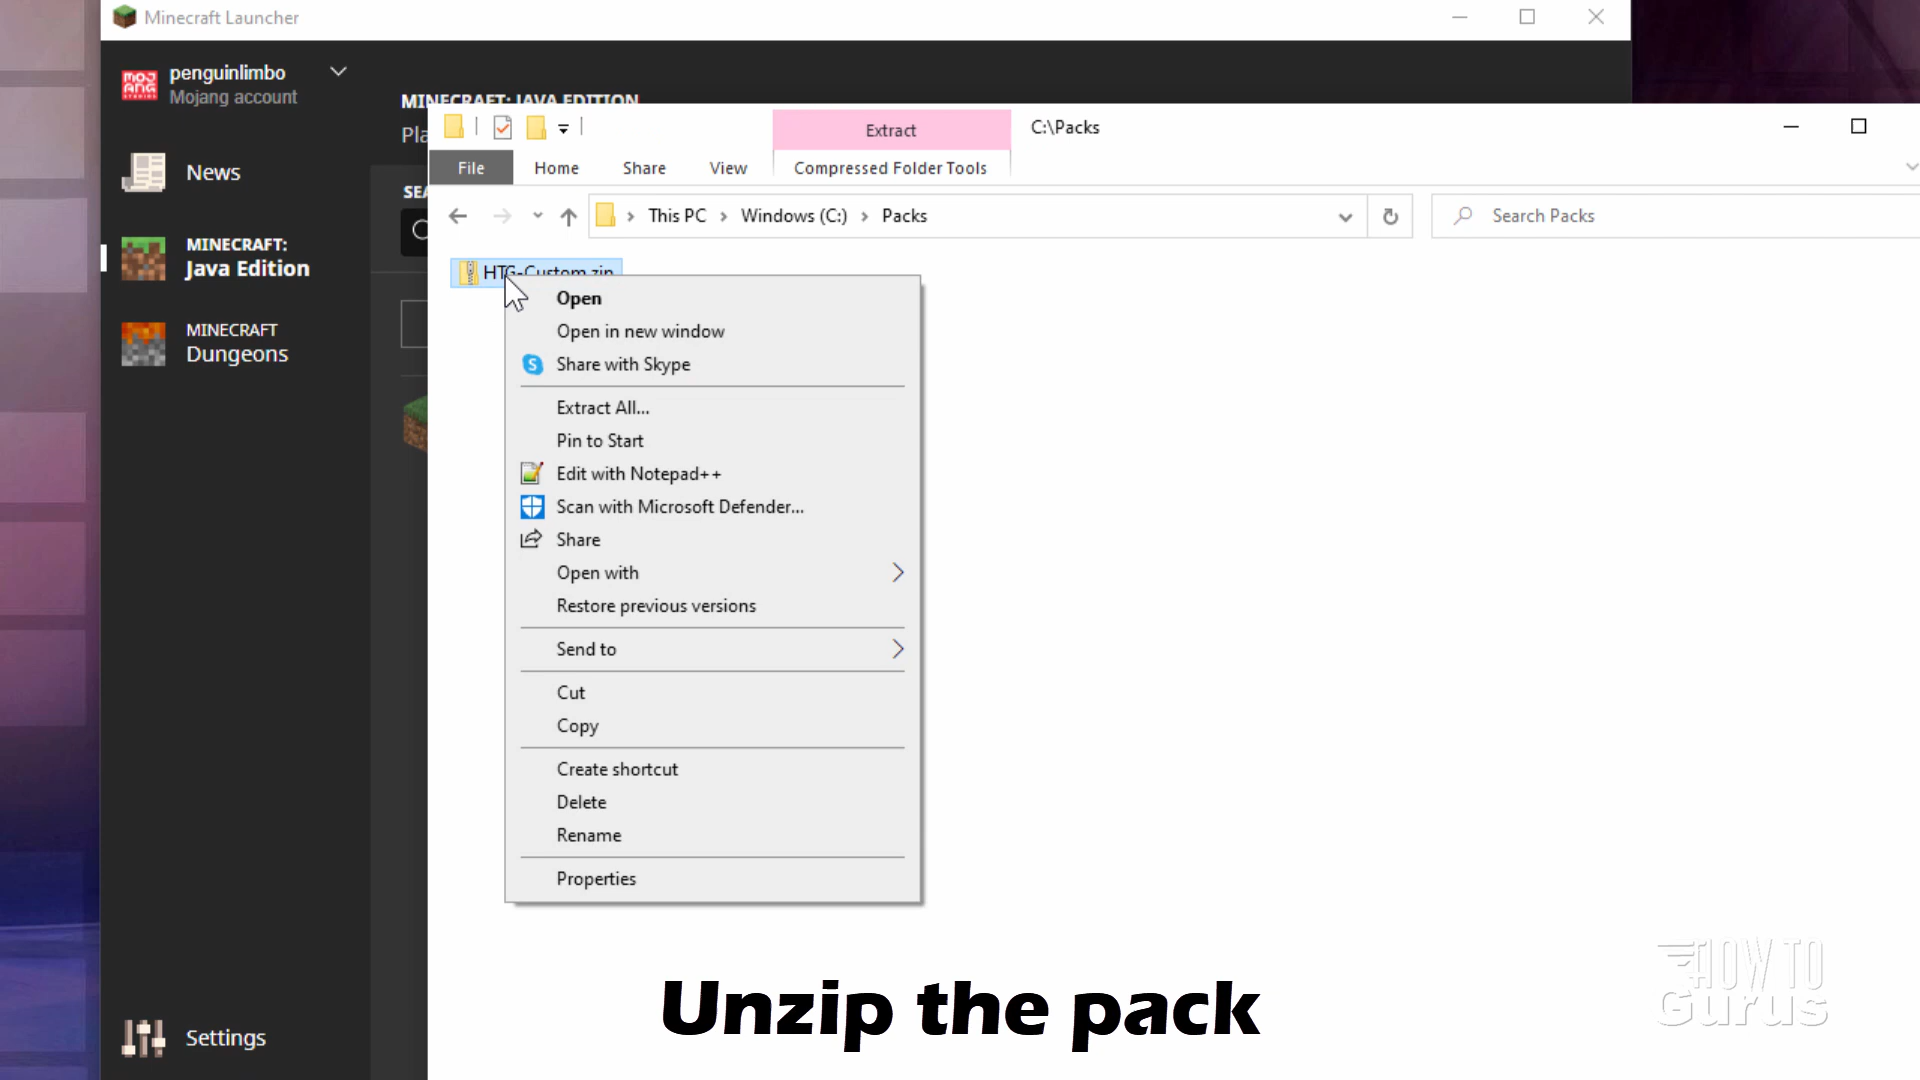 Minecraft Launcher
penguinlimbo
Mojang account
MOJ
ANG
STUDIOS
News
MINECRAFT:
Java Edition
MINECRAFT
Dungeons
Settings
MINECRAFT: JAVA EDITION
Pla
SEA
Extract
C:\Packs
File
Home
Share
View
Compressed Folder Tools
This PC
Windows (C:)
Packs
Search Packs
HTG-Custom.zip
Open
Open in new window
Share with Skype
Extract All...
Pin to Start
Edit with Notepad++
Scan with Microsoft Defender...
Share
Open with
Restore previous versions
Send to
Cut
Copy
Create shortcut
Delete
Rename
Properties
Unzip the pack
HOW TO
Gurus